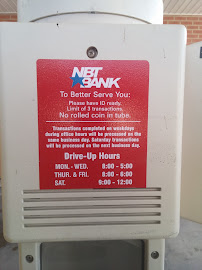 NBT
BANK
To Better Serve You:
Please have ID ready.
Limit of 3 transactions.
No rolled coin in tube.
Transactions completed on weekdays
during office hours will be processed on the
same business day. Saturday transactions
will be processed on the next business day.
Drive-Up Hours
MON. - WED. 8:00 - 5:00
THUR. & FRI. 8:00 - 6:00
SAT. 9:00 - 12:00